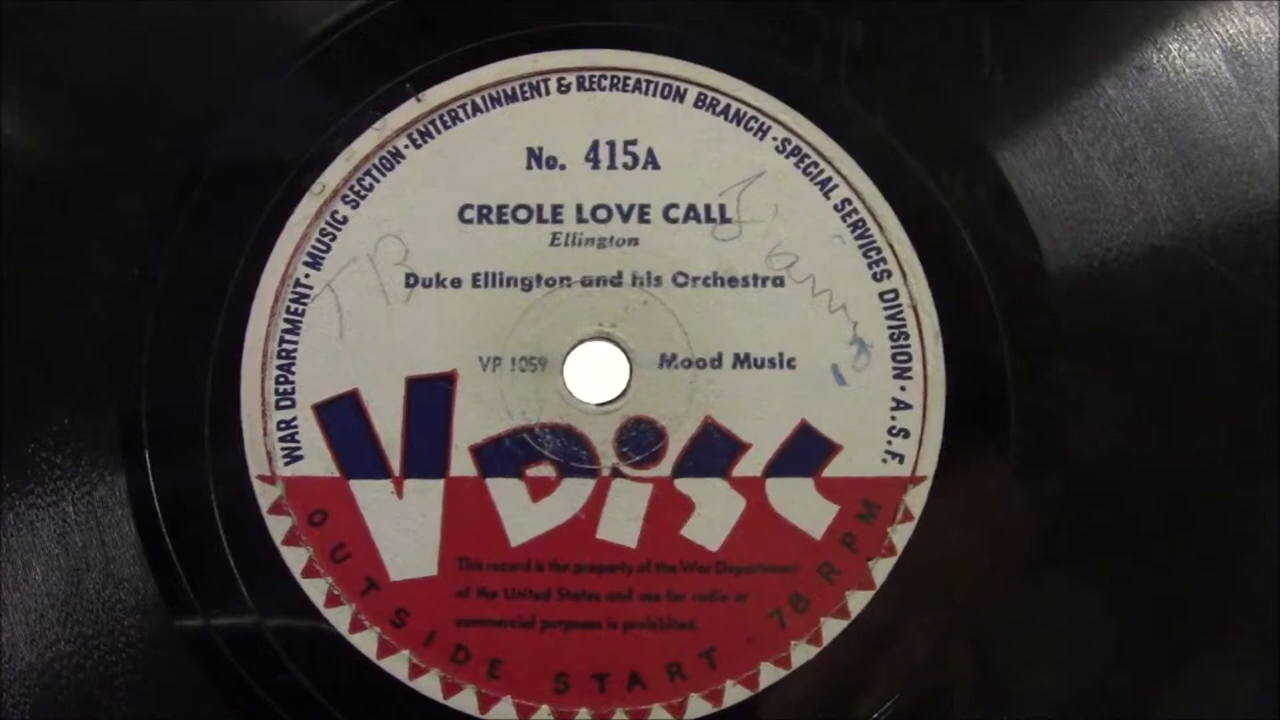 WAR DEPARTMENT · MUSIC SECTION · ENTERTAINMENT & RECREATION BRANCH · SPECIAL SERVICES DIVISION · A.S.F.
No. 415A
CREOLE LOVE CALL
Ellington
Duke Ellington and his Orchestra
TB
VP 1059 Mood Music
V DiSC
This record is the property of the War Department
of the United States and use for radio or
commercial purposes is prohibited.
OUTSIDE START · 78 RPM